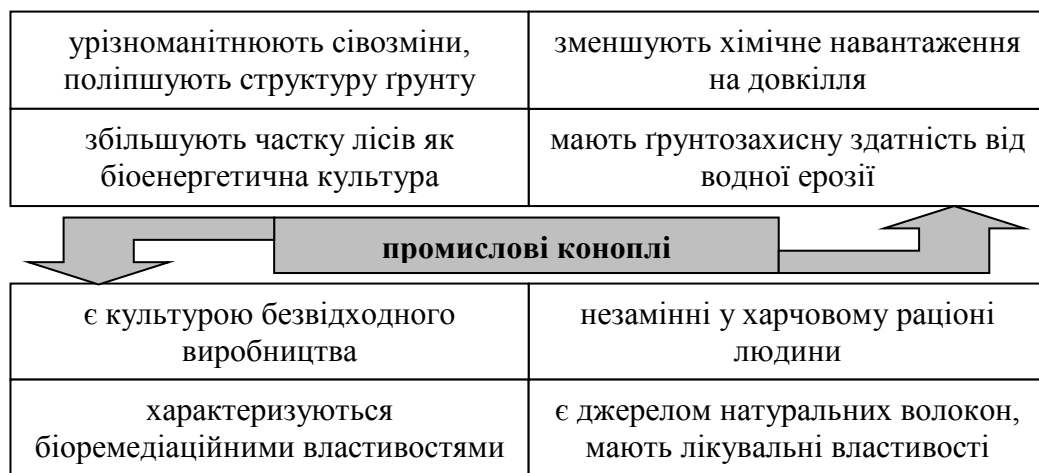 урізноманітнюють сівозміни,
поліпшують структуру ґрунту
зменшують хімічне навантаження
на довкілля
збільшують частку лісів як
біоенергетична культура
мають ґрунтозахисну здатність від
водної ерозії
промислові коноплі
є культурою безвідходного
виробництва
незамінні у харчовому раціоні
людини
характеризуються
біоремедіаційними властивостями
є джерелом натуральних волокон,
мають лікувальні властивості